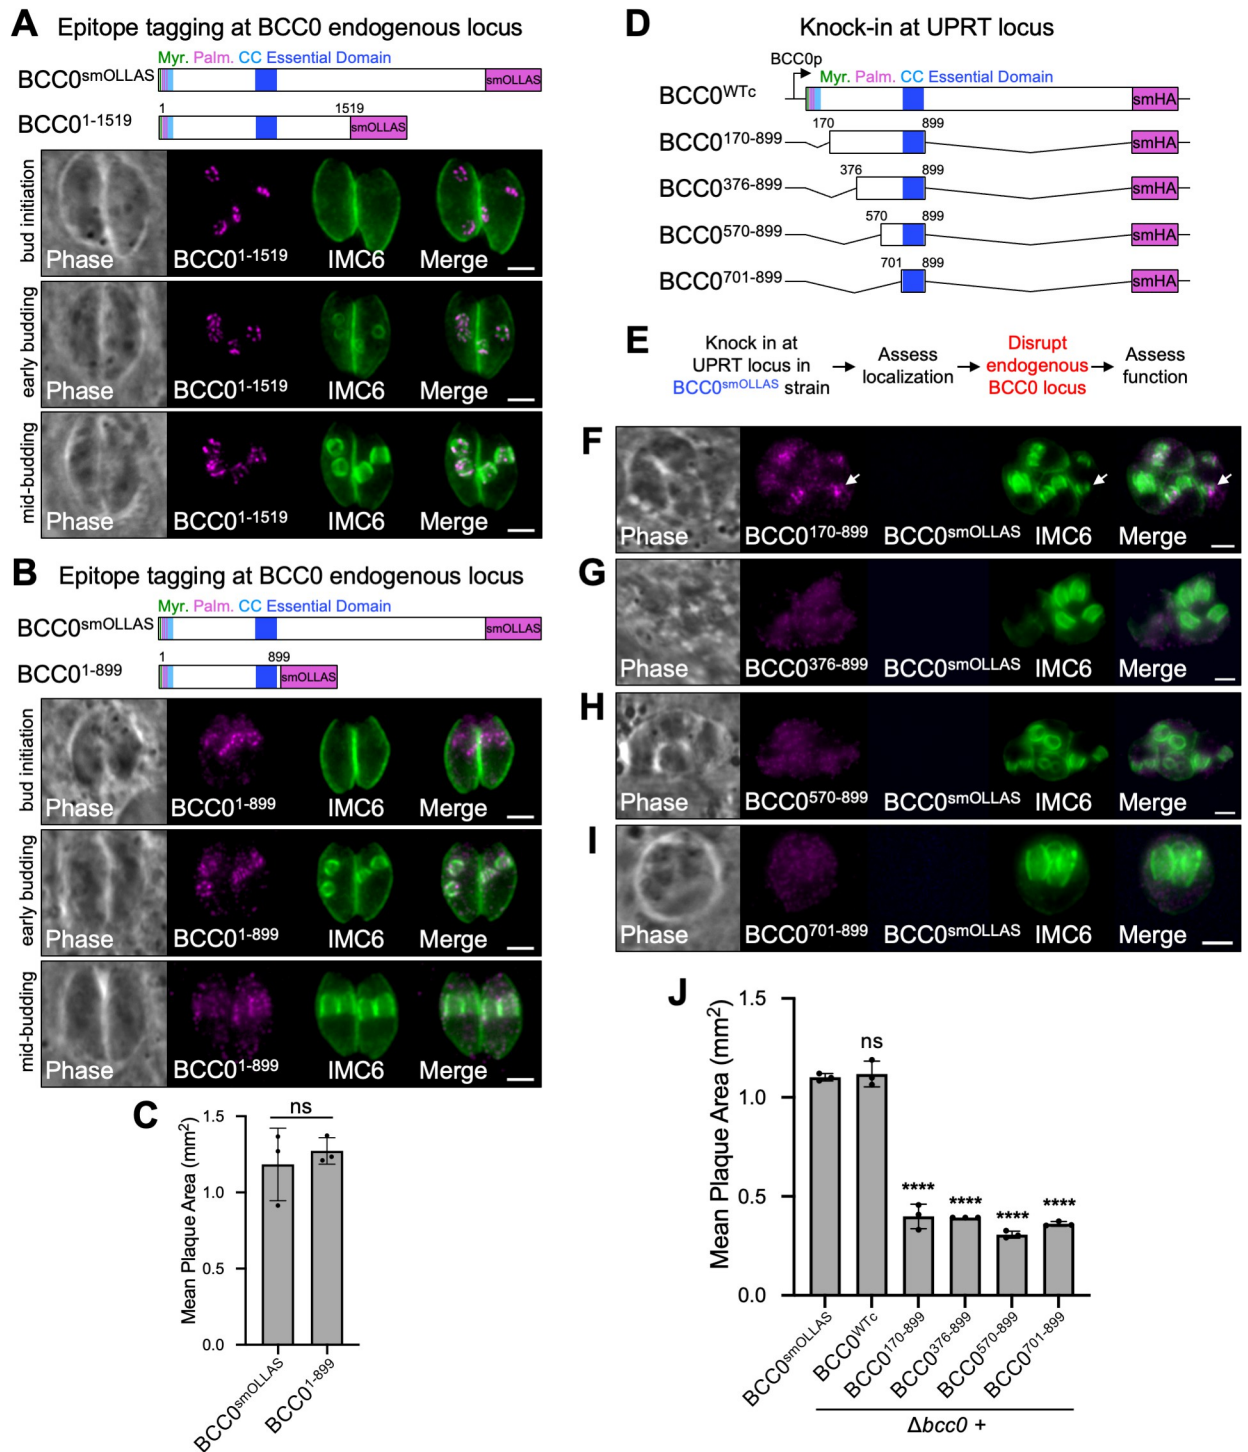 A Epitope tagging at BCC0 endogenous locus
Myr. Palm. CC Essential Domain
BCC0smOLLAS smOLLAS
1 1519
BCC01-1519 smOLLAS
bud initiation
Phase BCC01-1519 IMC6 Merge
early budding
Phase BCC01-1519 IMC6 Merge
mid-budding
Phase BCC01-1519 IMC6 Merge
B Epitope tagging at BCC0 endogenous locus
Myr. Palm. CC Essential Domain
BCC0smOLLAS smOLLAS
1 899
BCC01-899 smOLLAS
bud initiation
Phase BCC01-899 IMC6 Merge
early budding
Phase BCC01-899 IMC6 Merge
mid-budding
Phase BCC01-899 IMC6 Merge
C
Mean Plaque Area (mm2)
ns
1.5
1.0
0.5
0.0
BCC0smOLLAS
BCC01-899
D Knock-in at UPRT locus
BCC0p
Myr. Palm. CC Essential Domain
BCC0WTc smHA
170 899
BCC0170-899 smHA
376 899
BCC0376-899 smHA
570 899
BCC0570-899 smHA
701 899
BCC0701-899 smHA
E
Knock in at
UPRT locus in
BCC0smOLLAS strain
Assess
localization
Disrupt
endogenous
BCC0 locus
Assess
function
F
Phase BCC0170-899 BCC0smOLLAS IMC6 Merge
G
Phase BCC0376-899 BCC0smOLLAS IMC6 Merge
H
Phase BCC0570-899 BCC0smOLLAS IMC6 Merge
I
Phase BCC0701-899 BCC0smOLLAS IMC6 Merge
J
Mean Plaque Area (mm2)
1.5
1.0
0.5
0.0
ns
**** **** **** ****
BCC0smOLLAS
BCC0WTc
BCC0170-899
BCC0376-899
BCC0570-899
BCC0701-899
Δbcc0 +